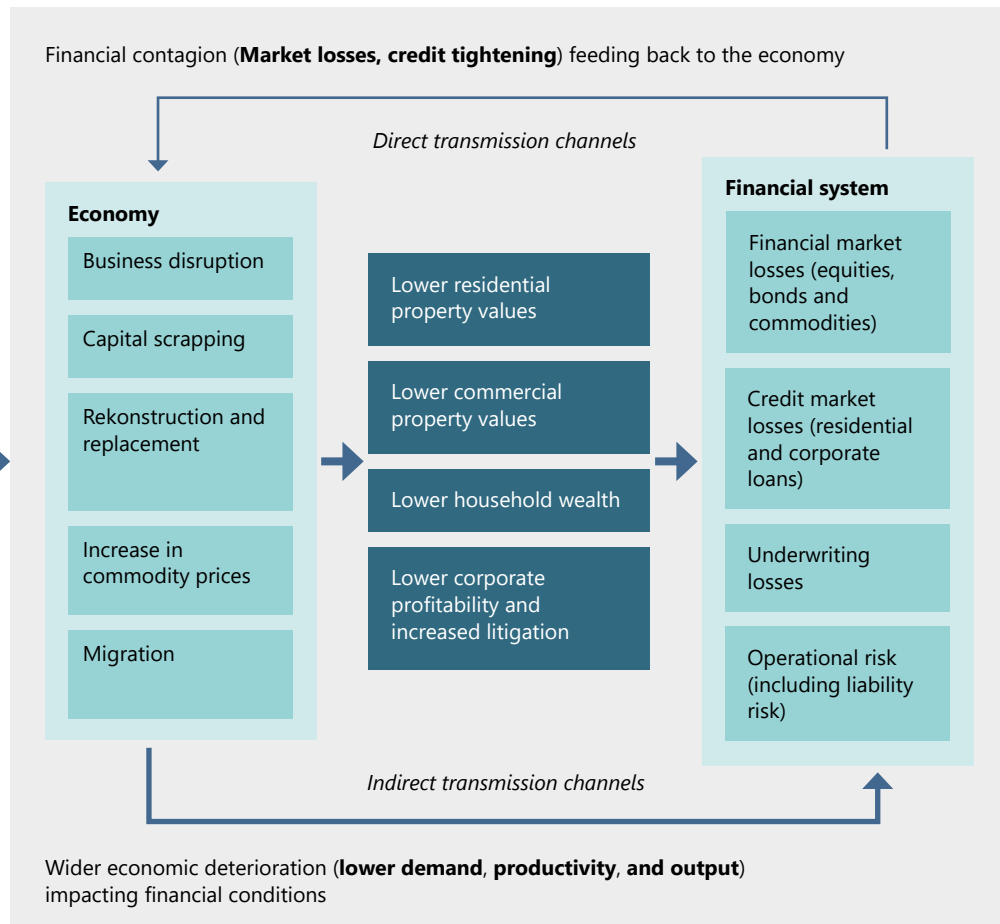 Financial contagion (Market losses, credit tightening) feeding back to the economy
Direct transmission channels
Economy
Business disruption
Capital scrapping
Rekonstruction and
replacement
Increase in
commodity prices
Migration
Lower residential
property values
Lower commercial
property values
Lower household wealth
Lower corporate
profitability and
increased litigation
Financial system
Financial market
losses (equities,
bonds and
commodities)
Credit market
losses (residential
and corporate
loans)
Underwriting
losses
Operational risk
(including liability
risk)
Indirect transmission channels
Wider economic deterioration (lower demand, productivity, and output)
impacting financial conditions